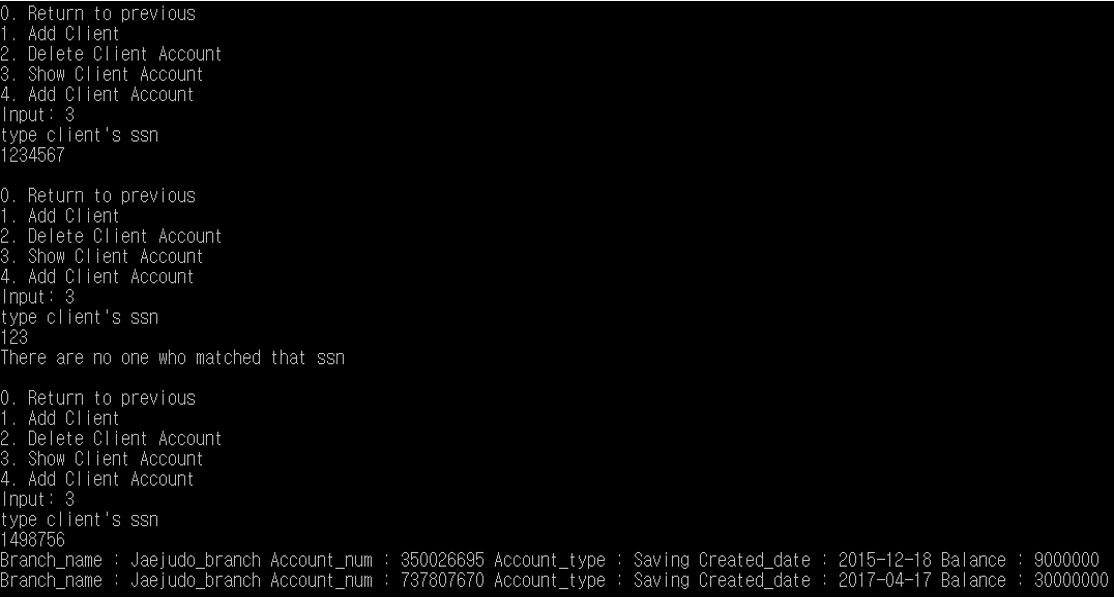 0. Return to previous
1. Add Client
2. Delete Client Account
3. Show Client Account
4. Add Client Account
Input: 3
type client's ssn
1234567
0. Return to previous
1. Add Client
2. Delete Client Account
3. Show Client Account
4. Add Client Account
Input: 3
type client's ssn
123
There are no one who matched that ssn
0. Return to previous
1. Add Client
2. Delete Client Account
3. Show Client Account
4. Add Client Account
Input: 3
type client's ssn
1498756
Branch_name : Jaejudo_branch Account_num : 350026695 Account_type : Saving Created_date : 2015-12-18 Balance : 9000000
Branch_name : Jaejudo_branch Account_num : 737807670 Account_type : Saving Created_date : 2017-04-17 Balance : 30000000